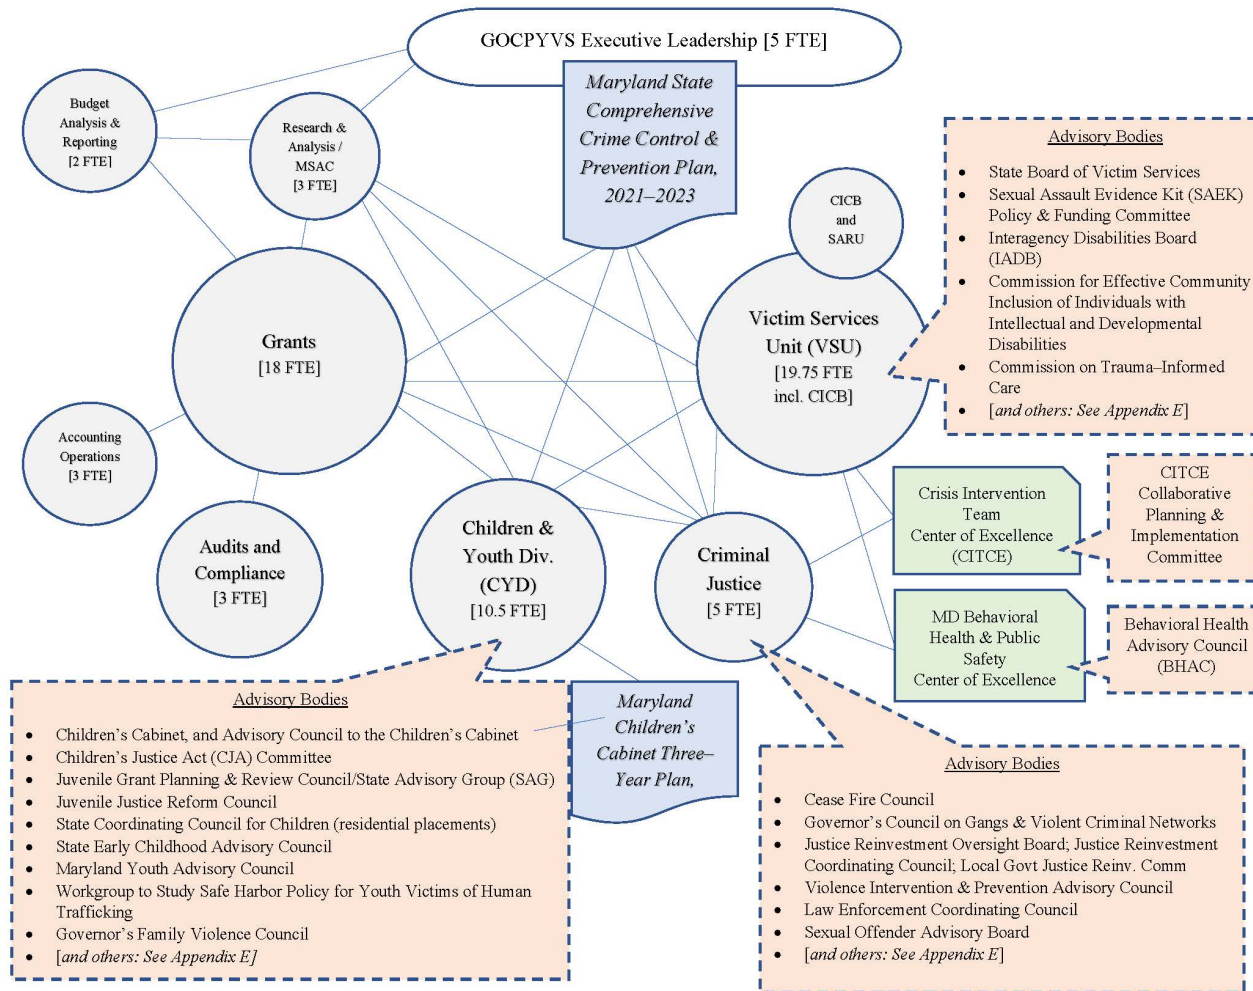 GOCPYVS Executive Leadership [5 FTE]
Maryland State
Comprehensive
Crime Control &
Prevention Plan,
2021–2023
Budget
Analysis &
Reporting
[2 FTE]
Research &
Analysis /
MSAC
[3 FTE]
CICB
and
SARU
Advisory Bodies
• State Board of Victim Services
• Sexual Assault Evidence Kit (SAEK)
Policy & Funding Committee
• Interagency Disabilities Board
(IADB)
• Commission for Effective Community
Inclusion of Individuals with
Intellectual and Developmental
Disabilities
• Commission on Trauma–Informed
Care
• [and others: See Appendix E]
Grants
[18 FTE]
Victim Services
Unit (VSU)
[19.75 FTE
incl. CICB]
Accounting
Operations
[3 FTE]
Audits and
Compliance
[3 FTE]
Children &
Youth Div.
(CYD)
[10.5 FTE]
Criminal
Justice
[5 FTE]
Crisis Intervention
Team
Center of Excellence
(CITCE)
CITCE
Collaborative
Planning &
Implementation
Committee
MD Behavioral
Health & Public
Safety
Center of Excellence
Behavioral Health
Advisory Council
(BHAC)
Advisory Bodies
• Children’s Cabinet, and Advisory Council to the Children’s Cabinet
• Children’s Justice Act (CJA) Committee
• Juvenile Grant Planning & Review Council/State Advisory Group (SAG)
• Juvenile Justice Reform Council
• State Coordinating Council for Children (residential placements)
• State Early Childhood Advisory Council
• Maryland Youth Advisory Council
• Workgroup to Study Safe Harbor Policy for Youth Victims of Human
Trafficking
• Governor’s Family Violence Council
• [and others: See Appendix E]
Maryland
Children’s
Cabinet Three–
Year Plan,
Advisory Bodies
• Cease Fire Council
• Governor’s Council on Gangs & Violent Criminal Networks
• Justice Reinvestment Oversight Board; Justice Reinvestment
Coordinating Council; Local Govt Justice Reinv. Comm
• Violence Intervention & Prevention Advisory Council
• Law Enforcement Coordinating Council
• Sexual Offender Advisory Board
• [and others: See Appendix E]